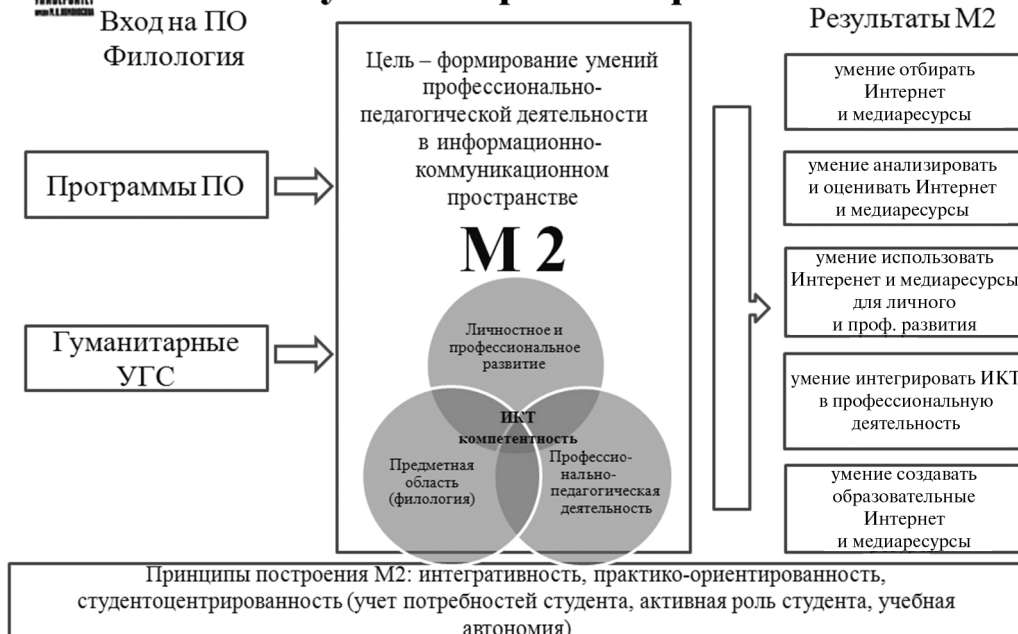 имени М.В. ЛОМОНОСОВА
Вход на ПО
Филология
Программы ПО
Гуманитарные
УГС
Цель – формирование умений
профессионально-
педагогической деятельности
в информационно-
коммуникационном
пространстве
М 2
Личностное и
профессиональное
развитие
ИКТ
компетентность
Предметная
область
(филология)
Профессио-
нально-
педагогическая
деятельность
Результаты М2
умение отбирать
Интернет
и медиаресурсы
умение анализировать
и оценивать Интернет
и медиаресурсы
умение использовать
Интеренет и медиаресурсы
для личного
и проф. развития
умение интегрировать ИКТ
в профессиональную
деятельность
умение создавать
образовательные
Интернет
и медиаресурсы
Принципы построения М2: интегративность, практико-ориентированность,
студентоцентрированность (учет потребностей студента, активная роль студента, учебная
автономия)